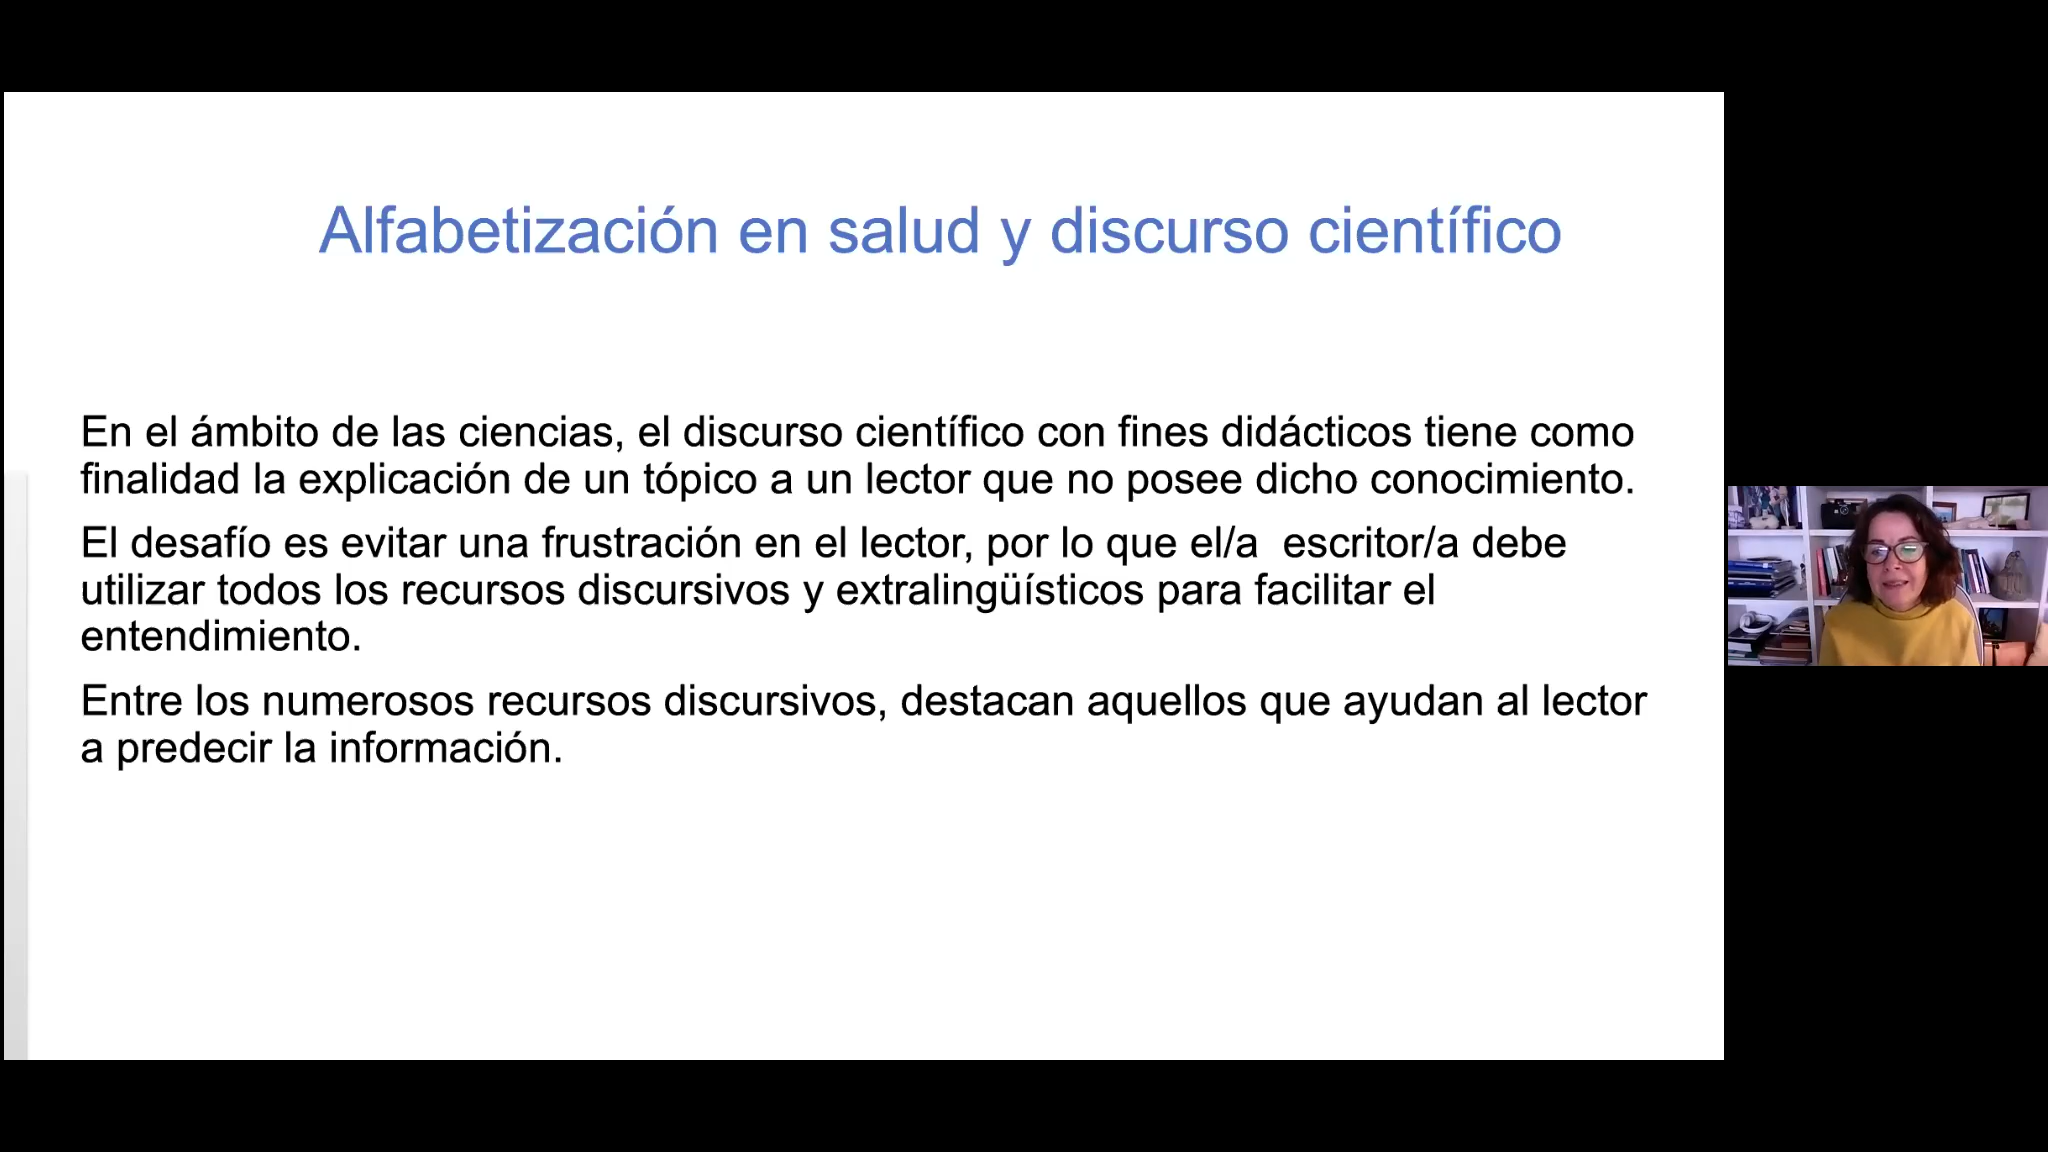 Alfabetización en salud y discurso científico
En el ámbito de las ciencias, el discurso científico con fines didácticos tiene como
finalidad la explicación de un tópico a un lector que no posee dicho conocimiento.
El desafío es evitar una frustración en el lector, por lo que el/a  escritor/a debe
utilizar todos los recursos discursivos y extralingüísticos para facilitar el
entendimiento.
Entre los numerosos recursos discursivos, destacan aquellos que ayudan al lector
a predecir la información.